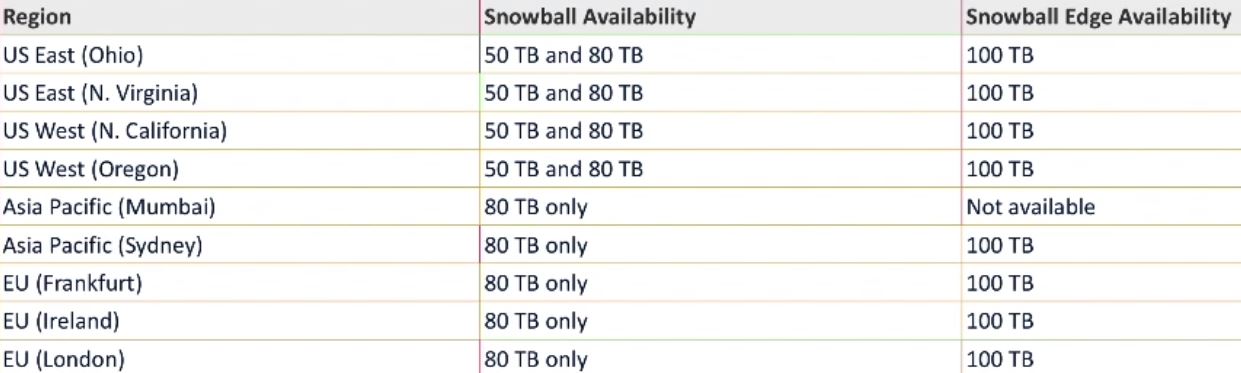 Region Snowball Availability Snowball Edge Availability
US East (Ohio) 50 TB and 80 TB 100 TB
US East (N. Virginia) 50 TB and 80 TB 100 TB
US West (N. California) 50 TB and 80 TB 100 TB
US West (Oregon) 50 TB and 80 TB 100 TB
Asia Pacific (Mumbai) 80 TB only Not available
Asia Pacific (Sydney) 80 TB only 100 TB
EU (Frankfurt) 80 TB only 100 TB
EU (Ireland) 80 TB only 100 TB
EU (London) 80 TB only 100 TB